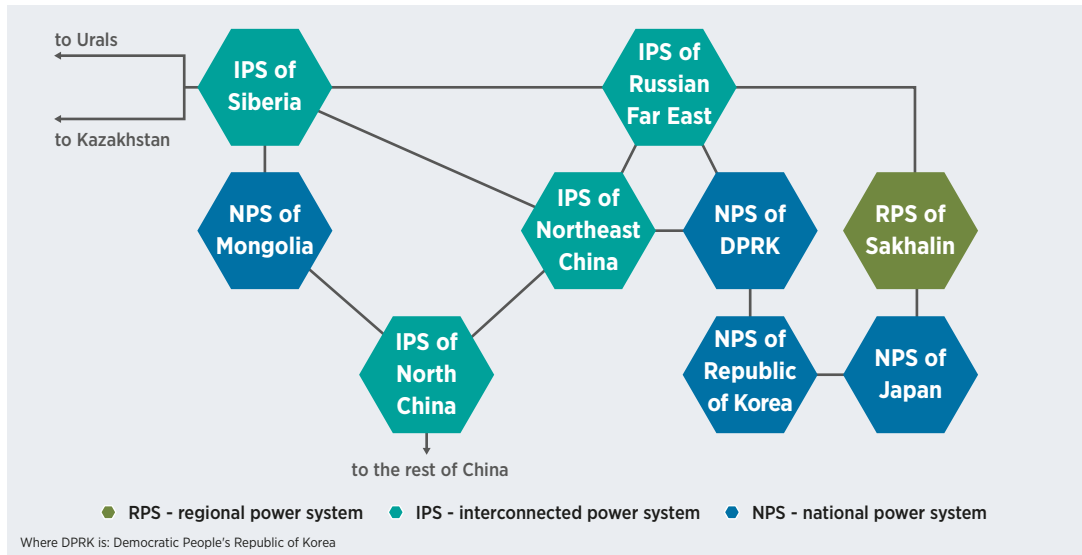 to Urals
to Kazakhstan
IPS of
Siberia
IPS of
Russian
Far East
NPS of
Mongolia
IPS of
Northeast
China
NPS of
DPRK
RPS of
Sakhalin
IPS of
North
China
NPS of
Republic
of Korea
NPS of
Japan
to the rest of China
RPS - regional power system
IPS - interconnected power system
NPS - national power system
Where DPRK is: Democratic People's Republic of Korea